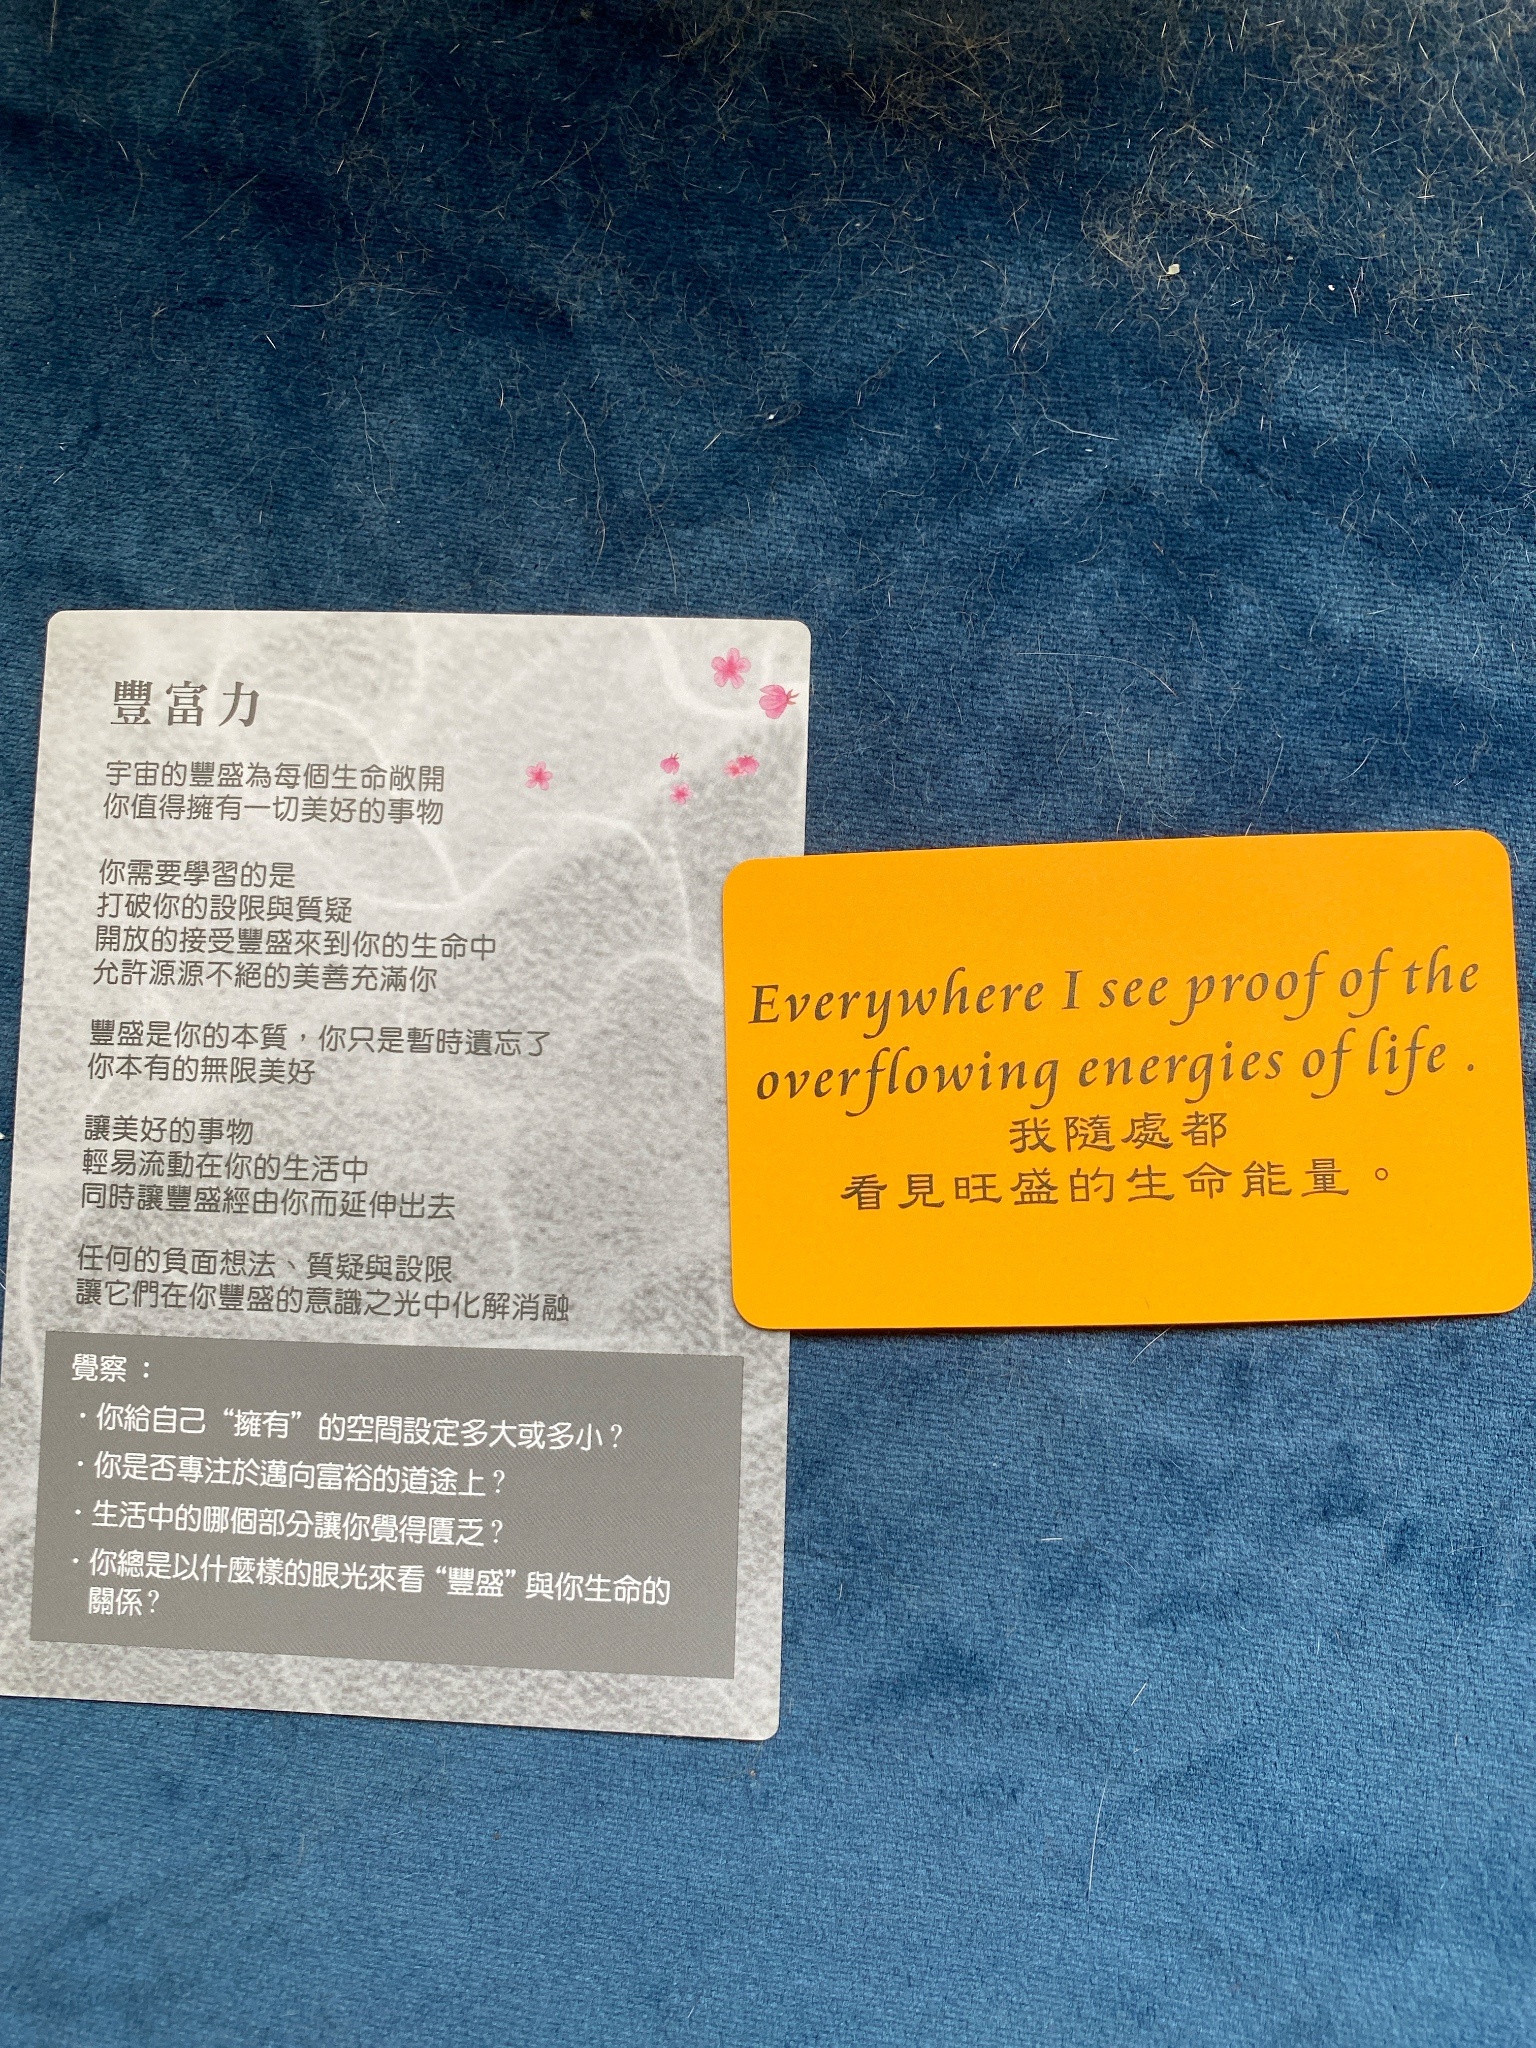 豐富力
宇宙的豐盛為每個生命敞開
你值得擁有一切美好的事物
你需要學習的是
打破你的設限與質疑
開放的接受豐盛來到你的生命中
允許源源不絕的美善充滿你
豐盛是你的本質，你只是暫時遺忘了
你本有的無限美好
讓美好的事物
輕易流動在你的生活中
同時讓豐盛經由你而延伸出去
任何的負面想法、質疑與設限
讓它們在你豐盛的意識之光中化解消融
覺察：
·你給自己“擁有”的空間設定多大或多小？
·你是否專注於邁向富裕的道途上？
·生活中的哪個部分讓你覺得匱乏？
·你總是以什麼樣的眼光來看“豐盛”與你生命的
關係？
Everywhere I see proof of the
overflowing energies of life .
我隨處都
看見旺盛的生命能量。